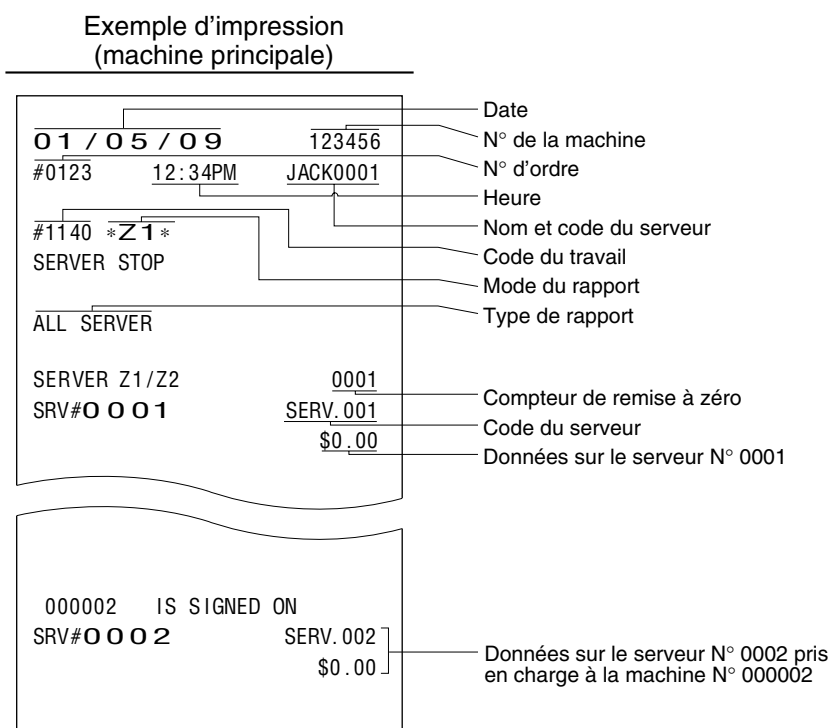 Exemple d'impression
(machine principale)
Date
01/05/09 123456
N° de la machine
#0123 12:34PM JACK0001
N° d'ordre
Heure
Nom et code du serveur
#1140 *Z1*
Code du travail
SERVER STOP
Mode du rapport
Type de rapport
ALL SERVER
SERVER Z1/Z2 0001
Compteur de remise à zéro
SRV#0001 SERV.001
Code du serveur
$0.00
Données sur le serveur N° 0001
000002 IS SIGNED ON
SRV#0002 SERV.002
$0.00
Données sur le serveur N° 0002 pris
en charge à la machine N° 000002